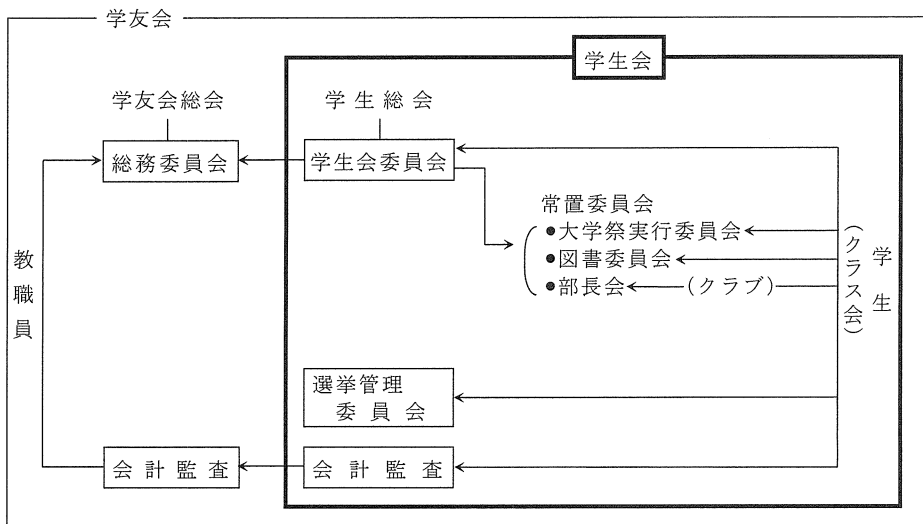 学友会
学生会
学友会総会
学生総会
総務委員会
学生会委員会
常置委員会
●大学祭実行委員会
●図書委員会
●部長会
(クラブ)
教職員
(クラス会)
学生
選挙管理
委員会
会計監査
会計監査